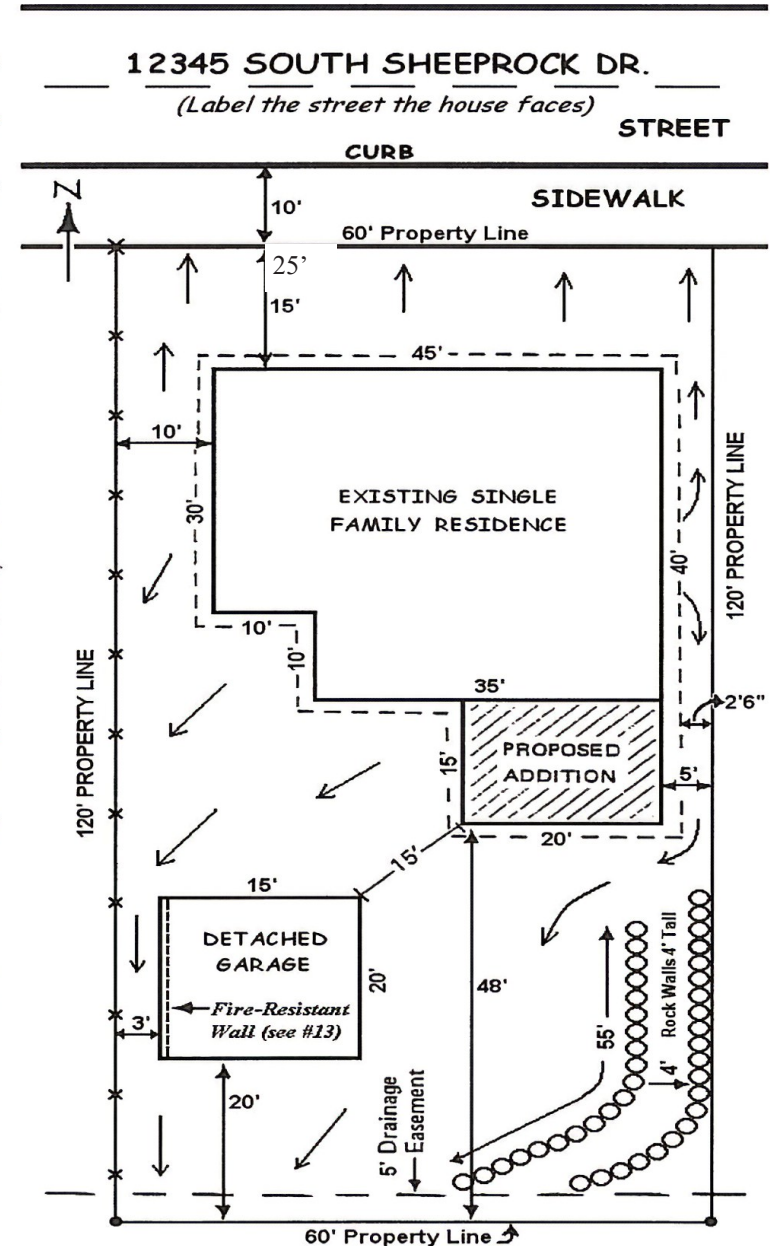 12345 SOUTH SHEEPROCK DR.
(Label the street the house faces)
STREET
CURB
Z
10'
SIDEWALK
60' Property Line
25’
15'
45'
10'
30'
EXISTING SINGLE
FAMILY RESIDENCE
40'
120' PROPERTY LINE
10'
10'
35'
2'6"
120' PROPERTY LINE
15'
PROPOSED
ADDITION
5'
20'
15'
15'
DETACHED
GARAGE
20'
Fire-Resistant
Wall (see #13)
3'
48'
Rock Walls 4' Tall
55'
4'
20'
5' Drainage
Easement
60' Property Line